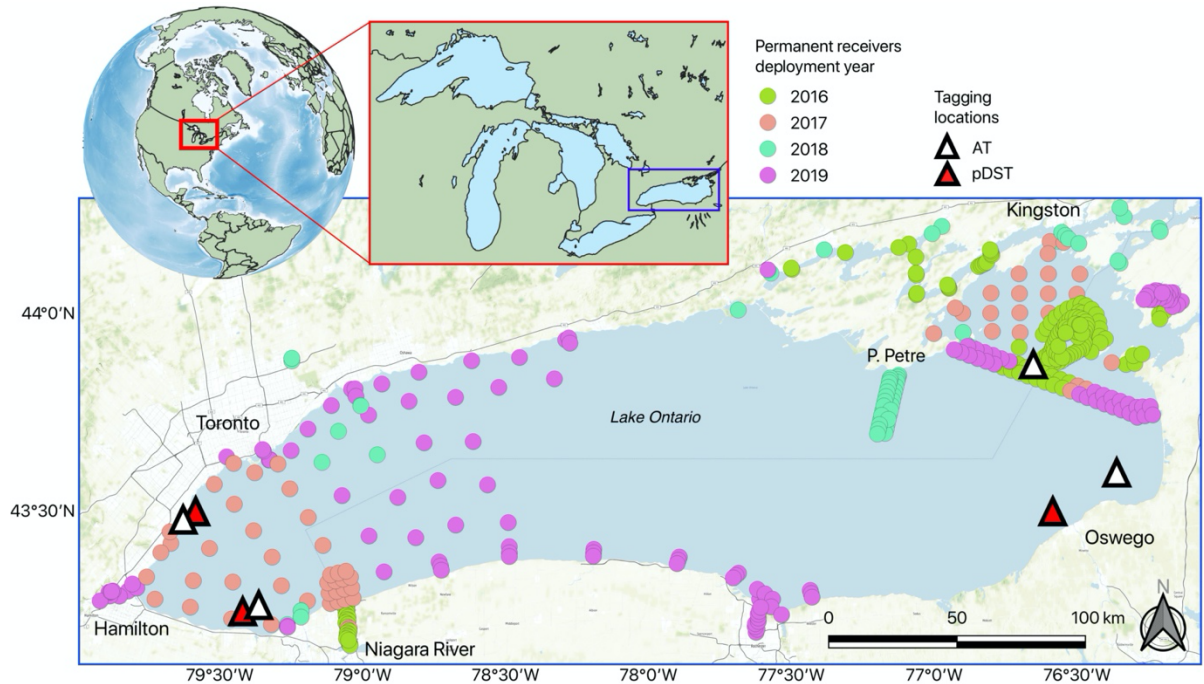 Permanent receivers
deployment year
2016
2017
2018
2019
Tagging
locations
AT
pDST
Kingston
44°0'N
P. Petre
Toronto
Lake Ontario
43°30'N
Oswego
N
Hamilton
Niagara River
0 50 100 km
79°30'W 79°0'W 78°30'W 78°0'W 77°30'W 77°0'W 76°30'W